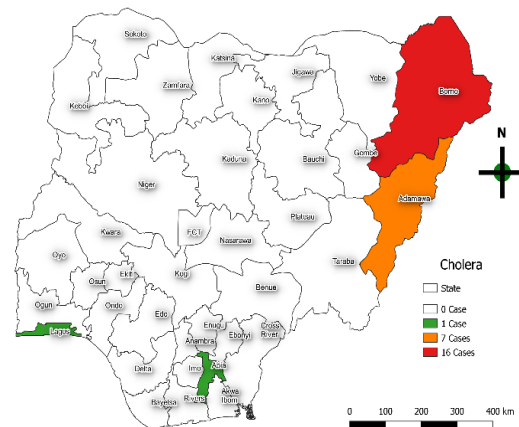 Sokoto
Katsina
Jigawa
Yobe
Borno
Zamfara
Kebbi
Kano
Gombe
Kaduna
Bauchi
Niger
Adamawa
Plateau
Kwara
FCT
Nasarawa
Oyo
Taraba
Kogi
Osun
Ekiti
Benue
Ogun
Ondo
Edo
Lagos
Enugu
Ebonyi
Cross
River
Anambra
Delta
Imo
Abia
Akwa
Ibom
Rivers
Bayelsa
Cholera
State
0 Case
1 Case
7 Cases
16 Cases
0 100 200 300 400 km